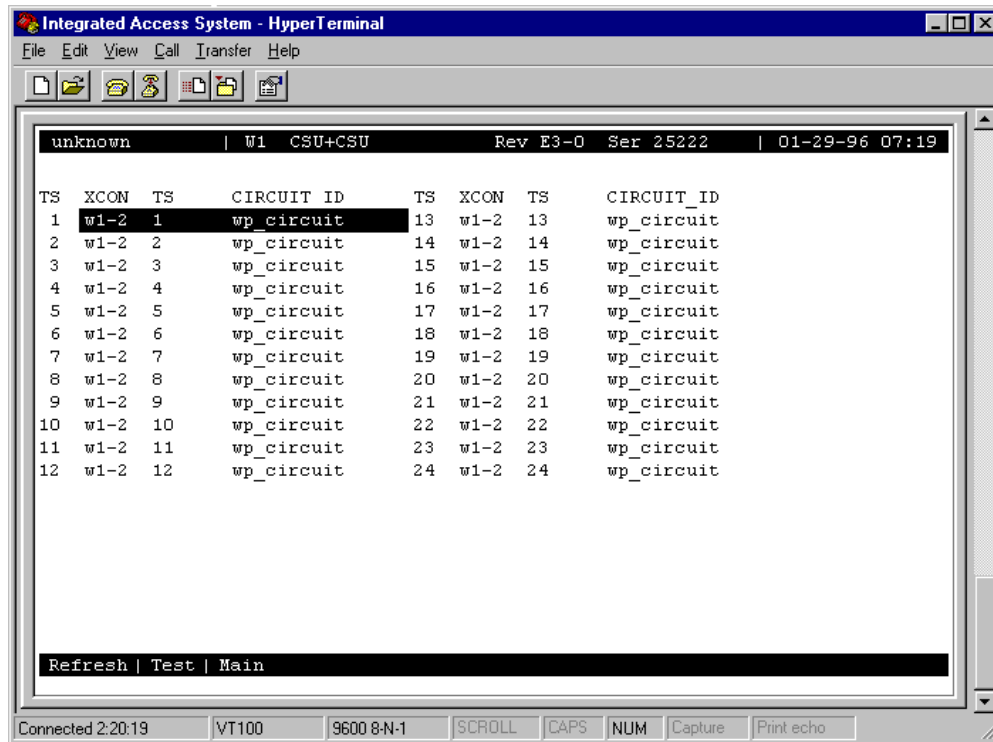 Integrated Access System - HyperTerminal
File Edit View Call Transfer Help
unknown | W1 CSU+CSU Rev E3-0 Ser 25222 | 01-29-96 07:19
TS XCON TS CIRCUIT ID TS XCON TS CIRCUIT_ID
1 w1-2 1 wp_circuit 13 w1-2 13 wp_circuit
2 w1-2 2 wp_circuit 14 w1-2 14 wp_circuit
3 w1-2 3 wp_circuit 15 w1-2 15 wp_circuit
4 w1-2 4 wp_circuit 16 w1-2 16 wp_circuit
5 w1-2 5 wp_circuit 17 w1-2 17 wp_circuit
6 w1-2 6 wp_circuit 18 w1-2 18 wp_circuit
7 w1-2 7 wp_circuit 19 w1-2 19 wp_circuit
8 w1-2 8 wp_circuit 20 w1-2 20 wp_circuit
9 w1-2 9 wp_circuit 21 w1-2 21 wp_circuit
10 w1-2 10 wp_circuit 22 w1-2 22 wp_circuit
11 w1-2 11 wp_circuit 23 w1-2 23 wp_circuit
12 w1-2 12 wp_circuit 24 w1-2 24 wp_circuit
Refresh | Test | Main
Connected 2:20:19 VT100 9600 8-N-1 SCROLL CAPS NUM Capture Print echo